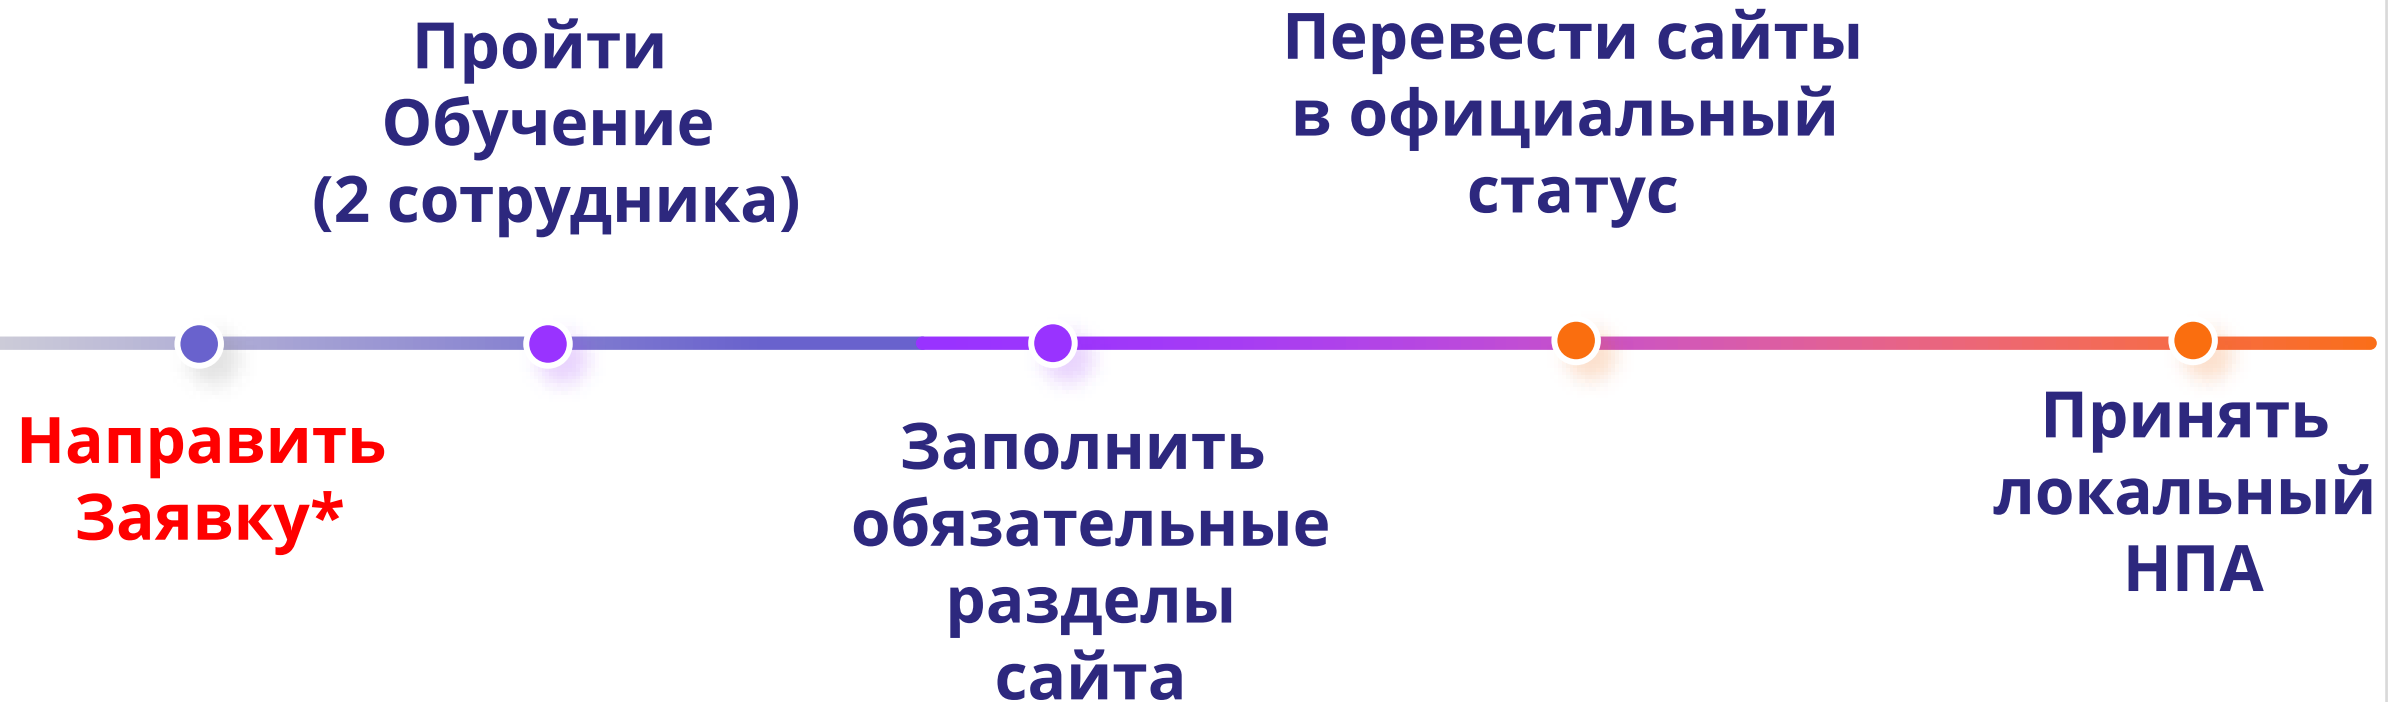 Направить
Заявку*
Пройти
Обучение
(2 сотрудника)
Заполнить
обязательные
разделы
сайта
Перевести сайты
в официальный
статус
Принять
локальный
НПА